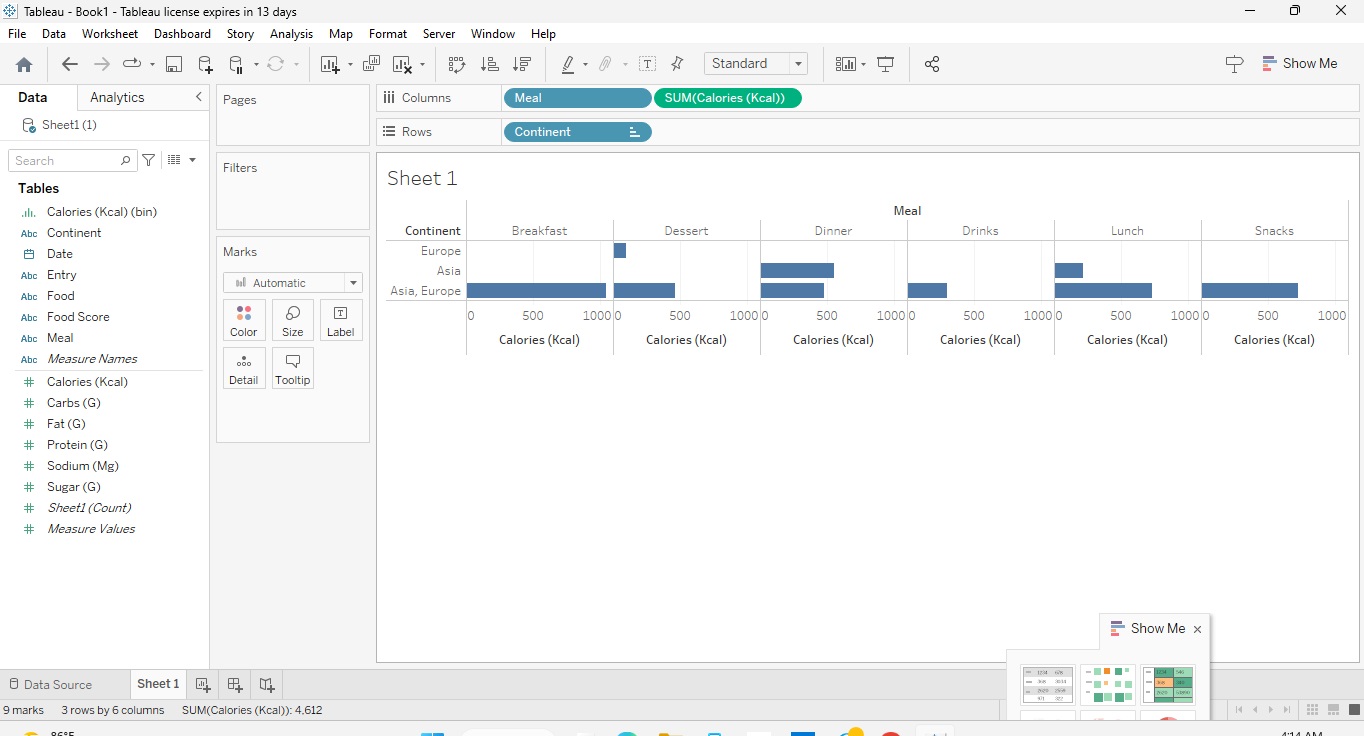 Tableau - Book1 - Tableau license expires in 13 days
File Data Worksheet Dashboard Story Analysis Map Format Server Window Help
Standard Show Me
Data Analytics
Pages
Columns Meal SUM(Calories (Kcal))
Sheet1 (1)
Rows Continent
Search
Filters
Tables
Sheet 1
Calories (Kcal) (bin)
Continent
Date
Entry
Food
Food Score
Meal
Measure Names
Calories (Kcal)
Carbs (G)
Fat (G)
Protein (G)
Sodium (Mg)
Sugar (G)
Sheet1 (Count)
Measure Values
Abc
Abc
Abc
Abc
Abc
Abc
Marks
Automatic
Color Size Label
Detail Tooltip
Meal
Continent Breakfast Dessert Dinner Drinks Lunch Snacks
Europe
Asia
Asia, Europe
0 500 1000 0 500 1000 0 500 1000 0 500 1000 0 500 1000 0 500 1000
Calories (Kcal) Calories (Kcal) Calories (Kcal) Calories (Kcal) Calories (Kcal) Calories (Kcal)
Show Me
Data Source Sheet 1
9 marks 3 rows by 6 columns SUM(Calories (Kcal)): 4,612
86°F
4:14 AM